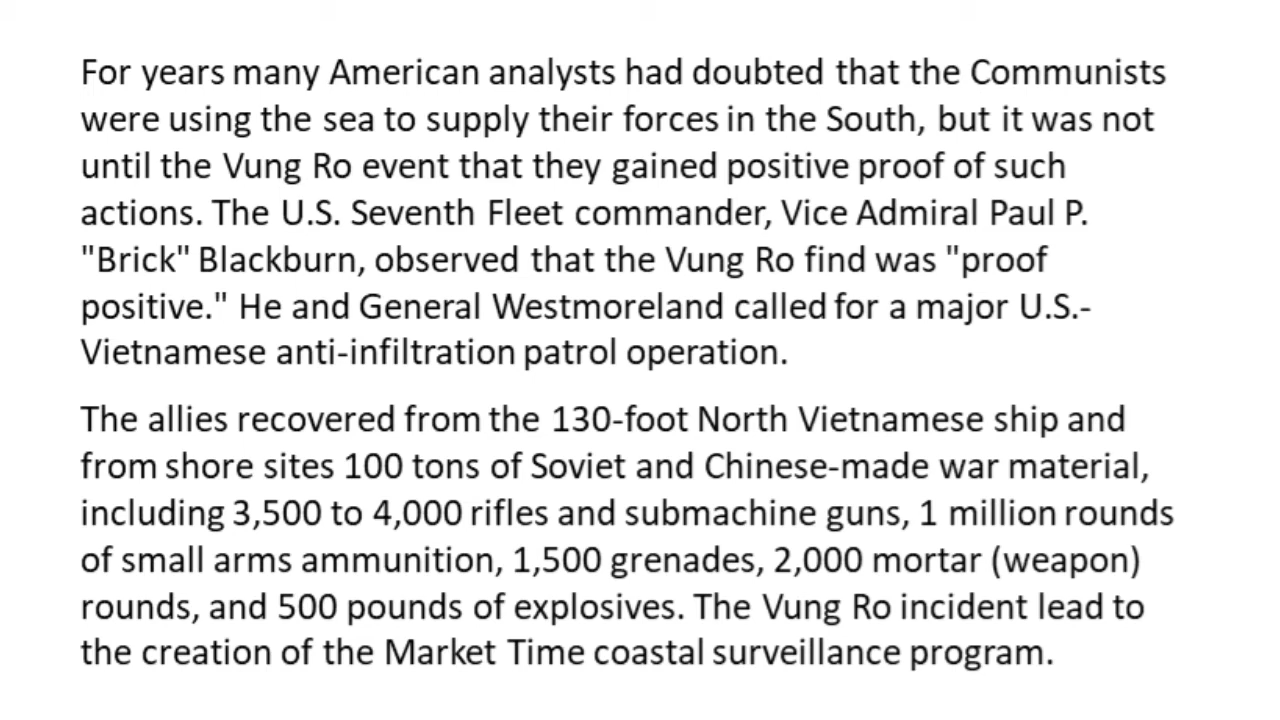 For years many American analysts had doubted that the Communists
were using the sea to supply their forces in the South, but it was not
until the Vung Ro event that they gained positive proof of such
actions. The U.S. Seventh Fleet commander, Vice Admiral Paul P.
"Brick" Blackburn, observed that the Vung Ro find was "proof
positive." He and General Westmoreland called for a major U.S.-
Vietnamese anti-infiltration patrol operation.
The allies recovered from the 130-foot North Vietnamese ship and
from shore sites 100 tons of Soviet and Chinese-made war material,
including 3,500 to 4,000 rifles and submachine guns, 1 million rounds
of small arms ammunition, 1,500 grenades, 2,000 mortar (weapon)
rounds, and 500 pounds of explosives. The Vung Ro incident lead to
the creation of the Market Time coastal surveillance program.